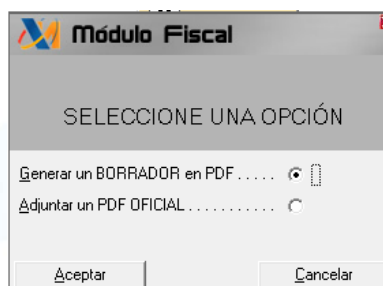 Módulo Fiscal
SELECCIONE UNA OPCIÓN
Generar un BORRADOR en PDF . . . . .
Adjuntar un PDF OFICIAL . . . . . . . . . . .
Aceptar Cancelar